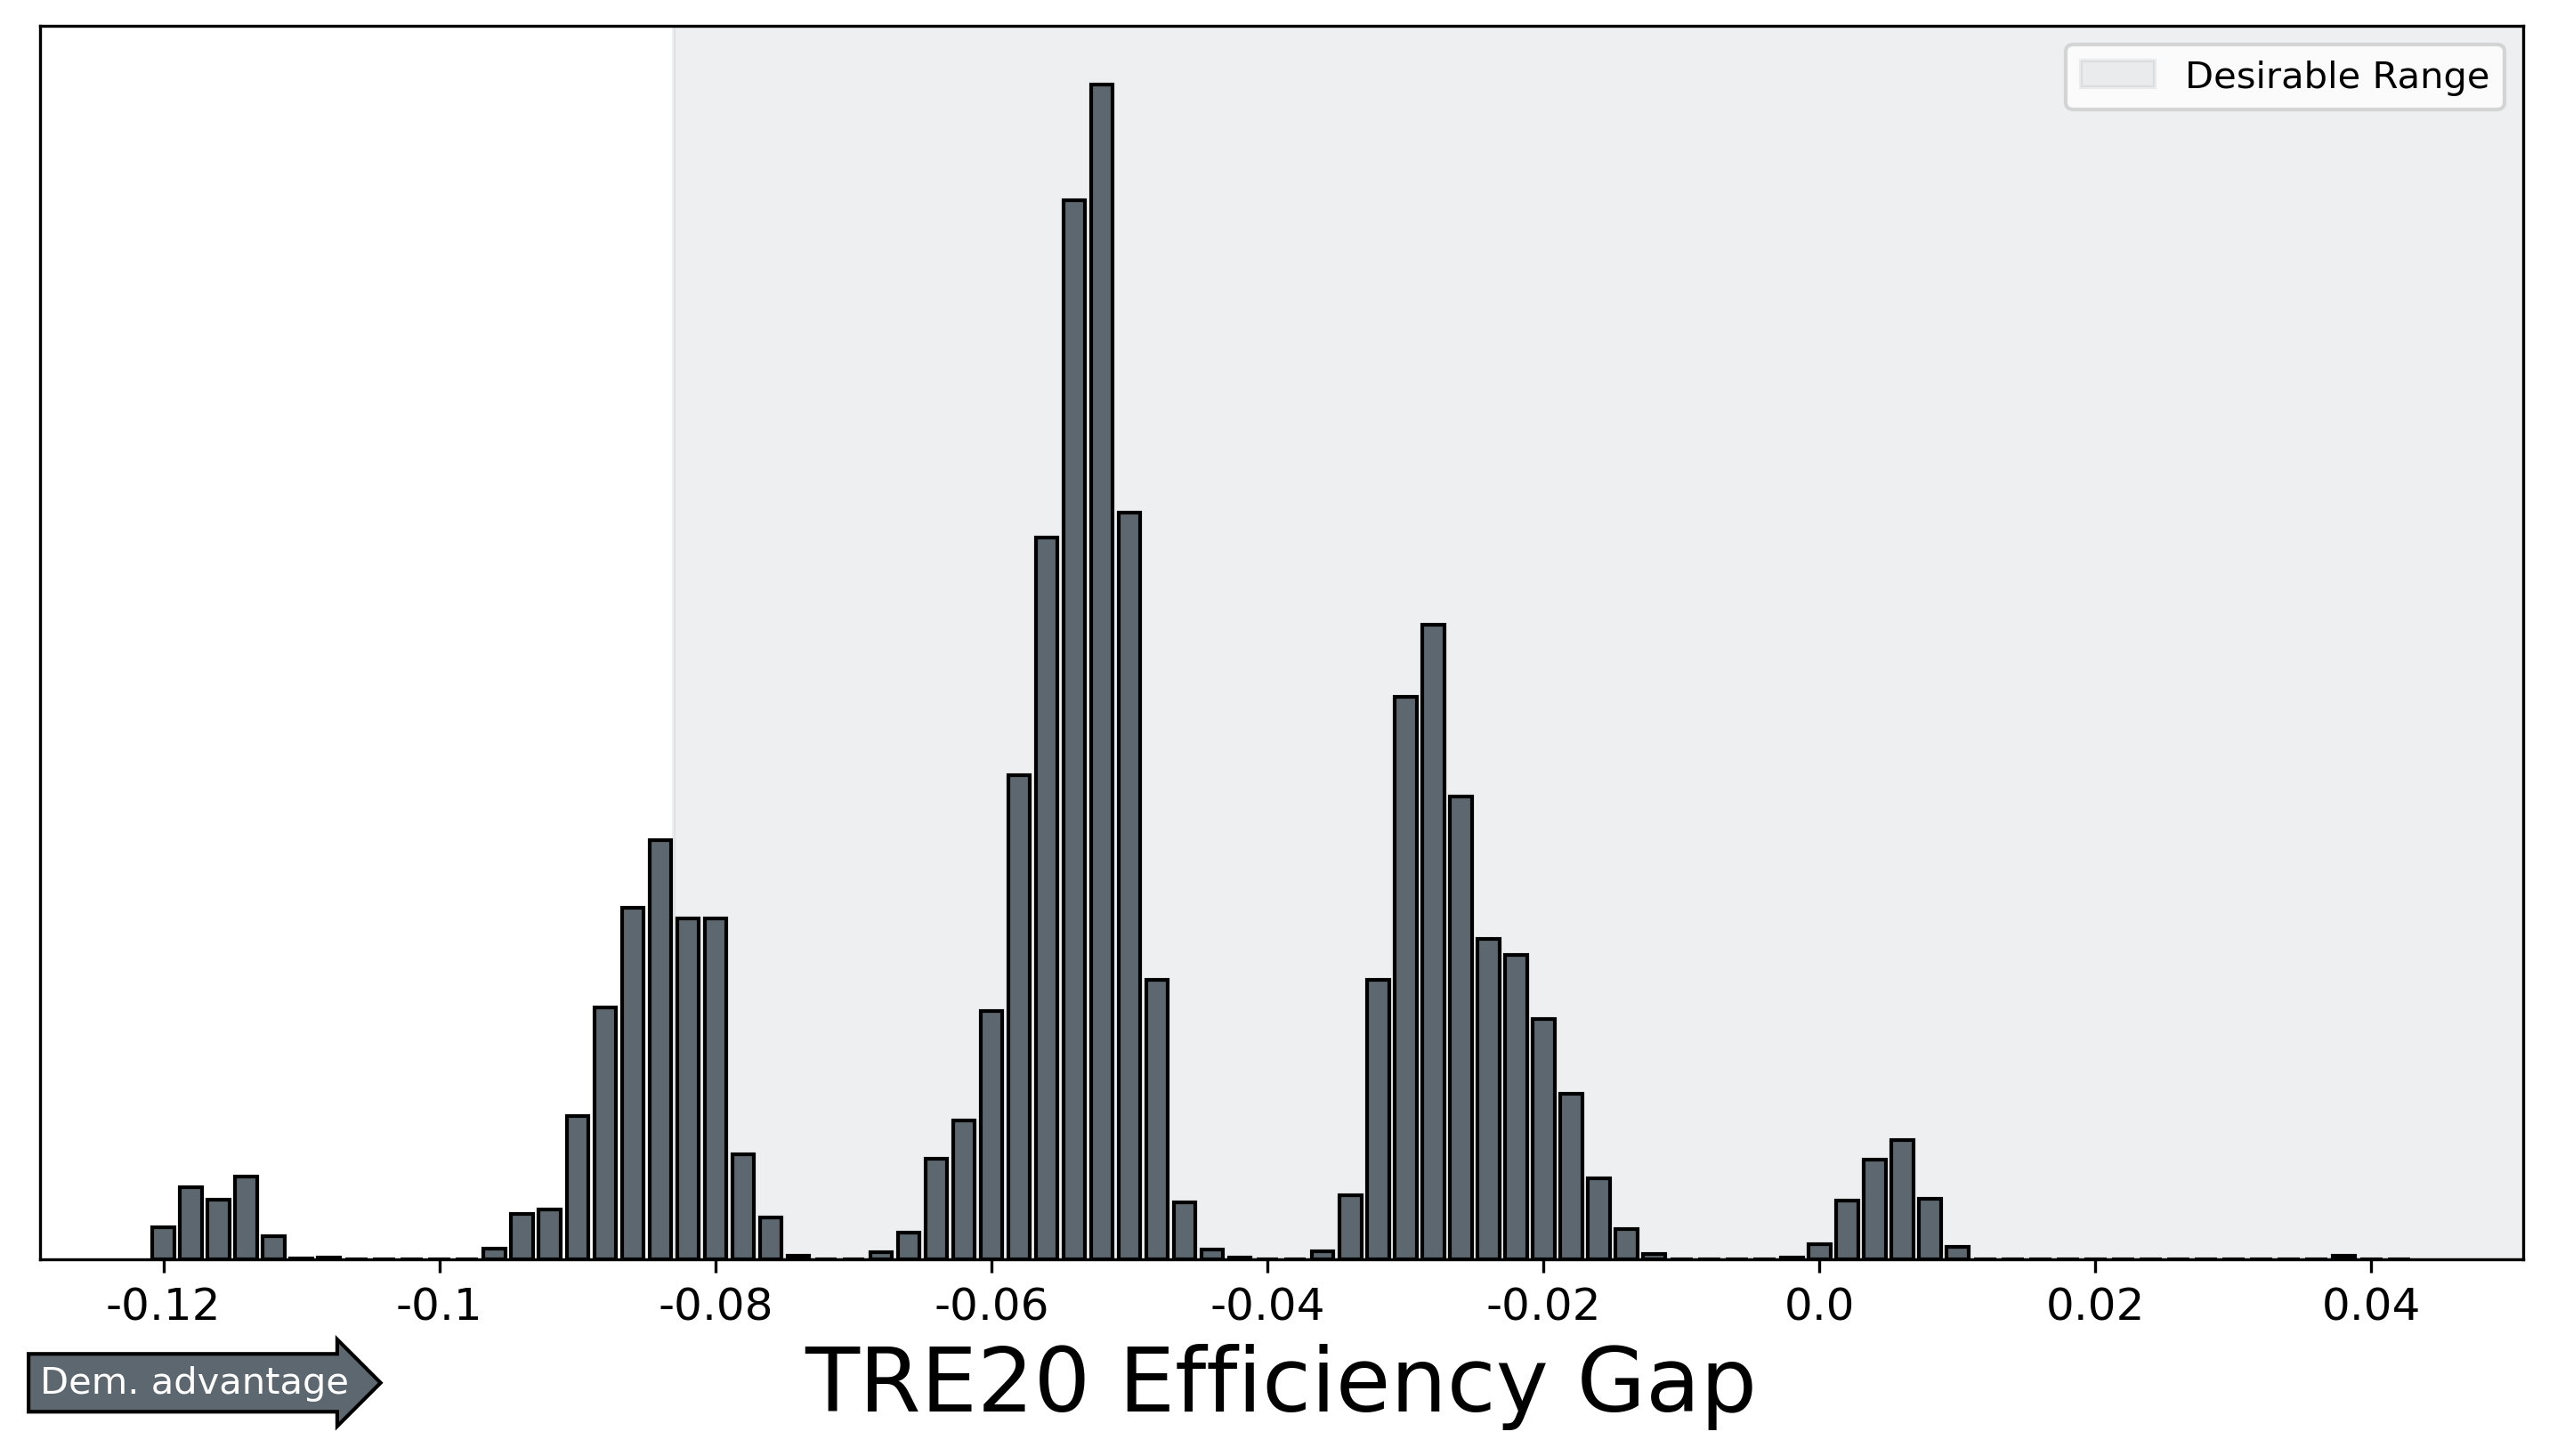 Desirable Range
-0.12 -0.1 -0.08 -0.06 -0.04 -0.02 0.0 0.02 0.04
Dem. advantage
TRE20 Efficiency Gap